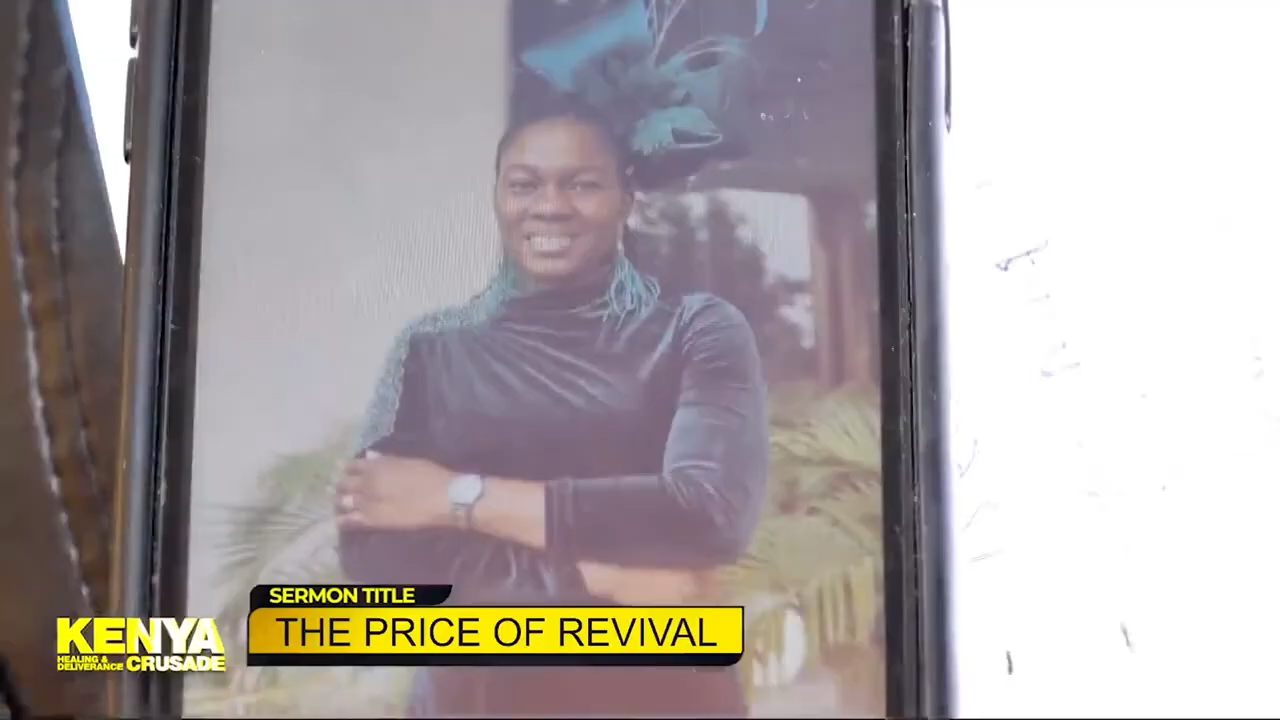 SERMON TITLE
THE PRICE OF REVIVAL
KENYA
HEALING &
DELIVERANCE CRUSADE